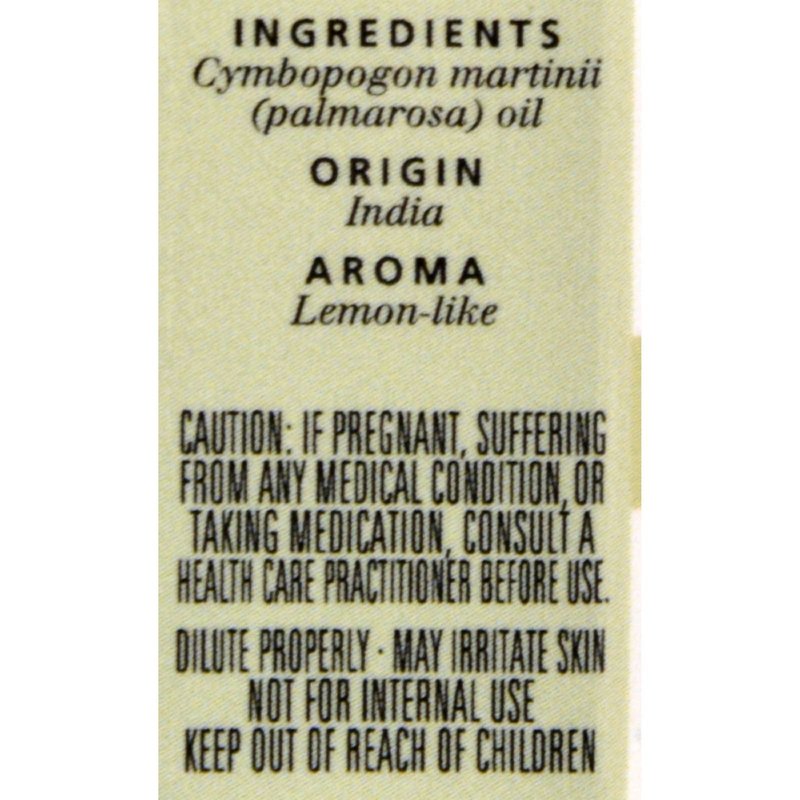 INGREDIENTS
Cymbopogon martinii
(palmarosa) oil
ORIGIN
India
AROMA
Lemon-like
CAUTION: IF PREGNANT, SUFFERING
FROM ANY MEDICAL CONDITION, OR
TAKING MEDICATION, CONSULT A
HEALTH CARE PRACTITIONER BEFORE USE.
DILUTE PROPERLY · MAY IRRITATE SKIN
NOT FOR INTERNAL USE
KEEP OUT OF REACH OF CHILDREN